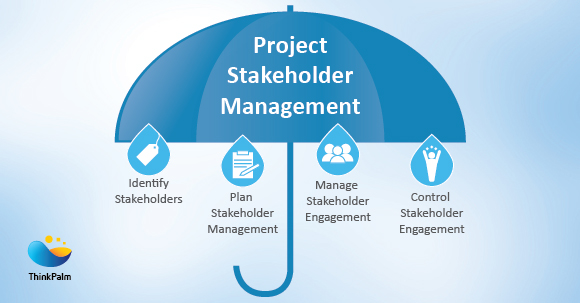 Project
Stakeholder
Management
Identify
Stakeholders
Plan
Stakeholder
Management
Manage
Stakeholder
Engagement
Control
Stakeholder
Engagement
ThinkPalm